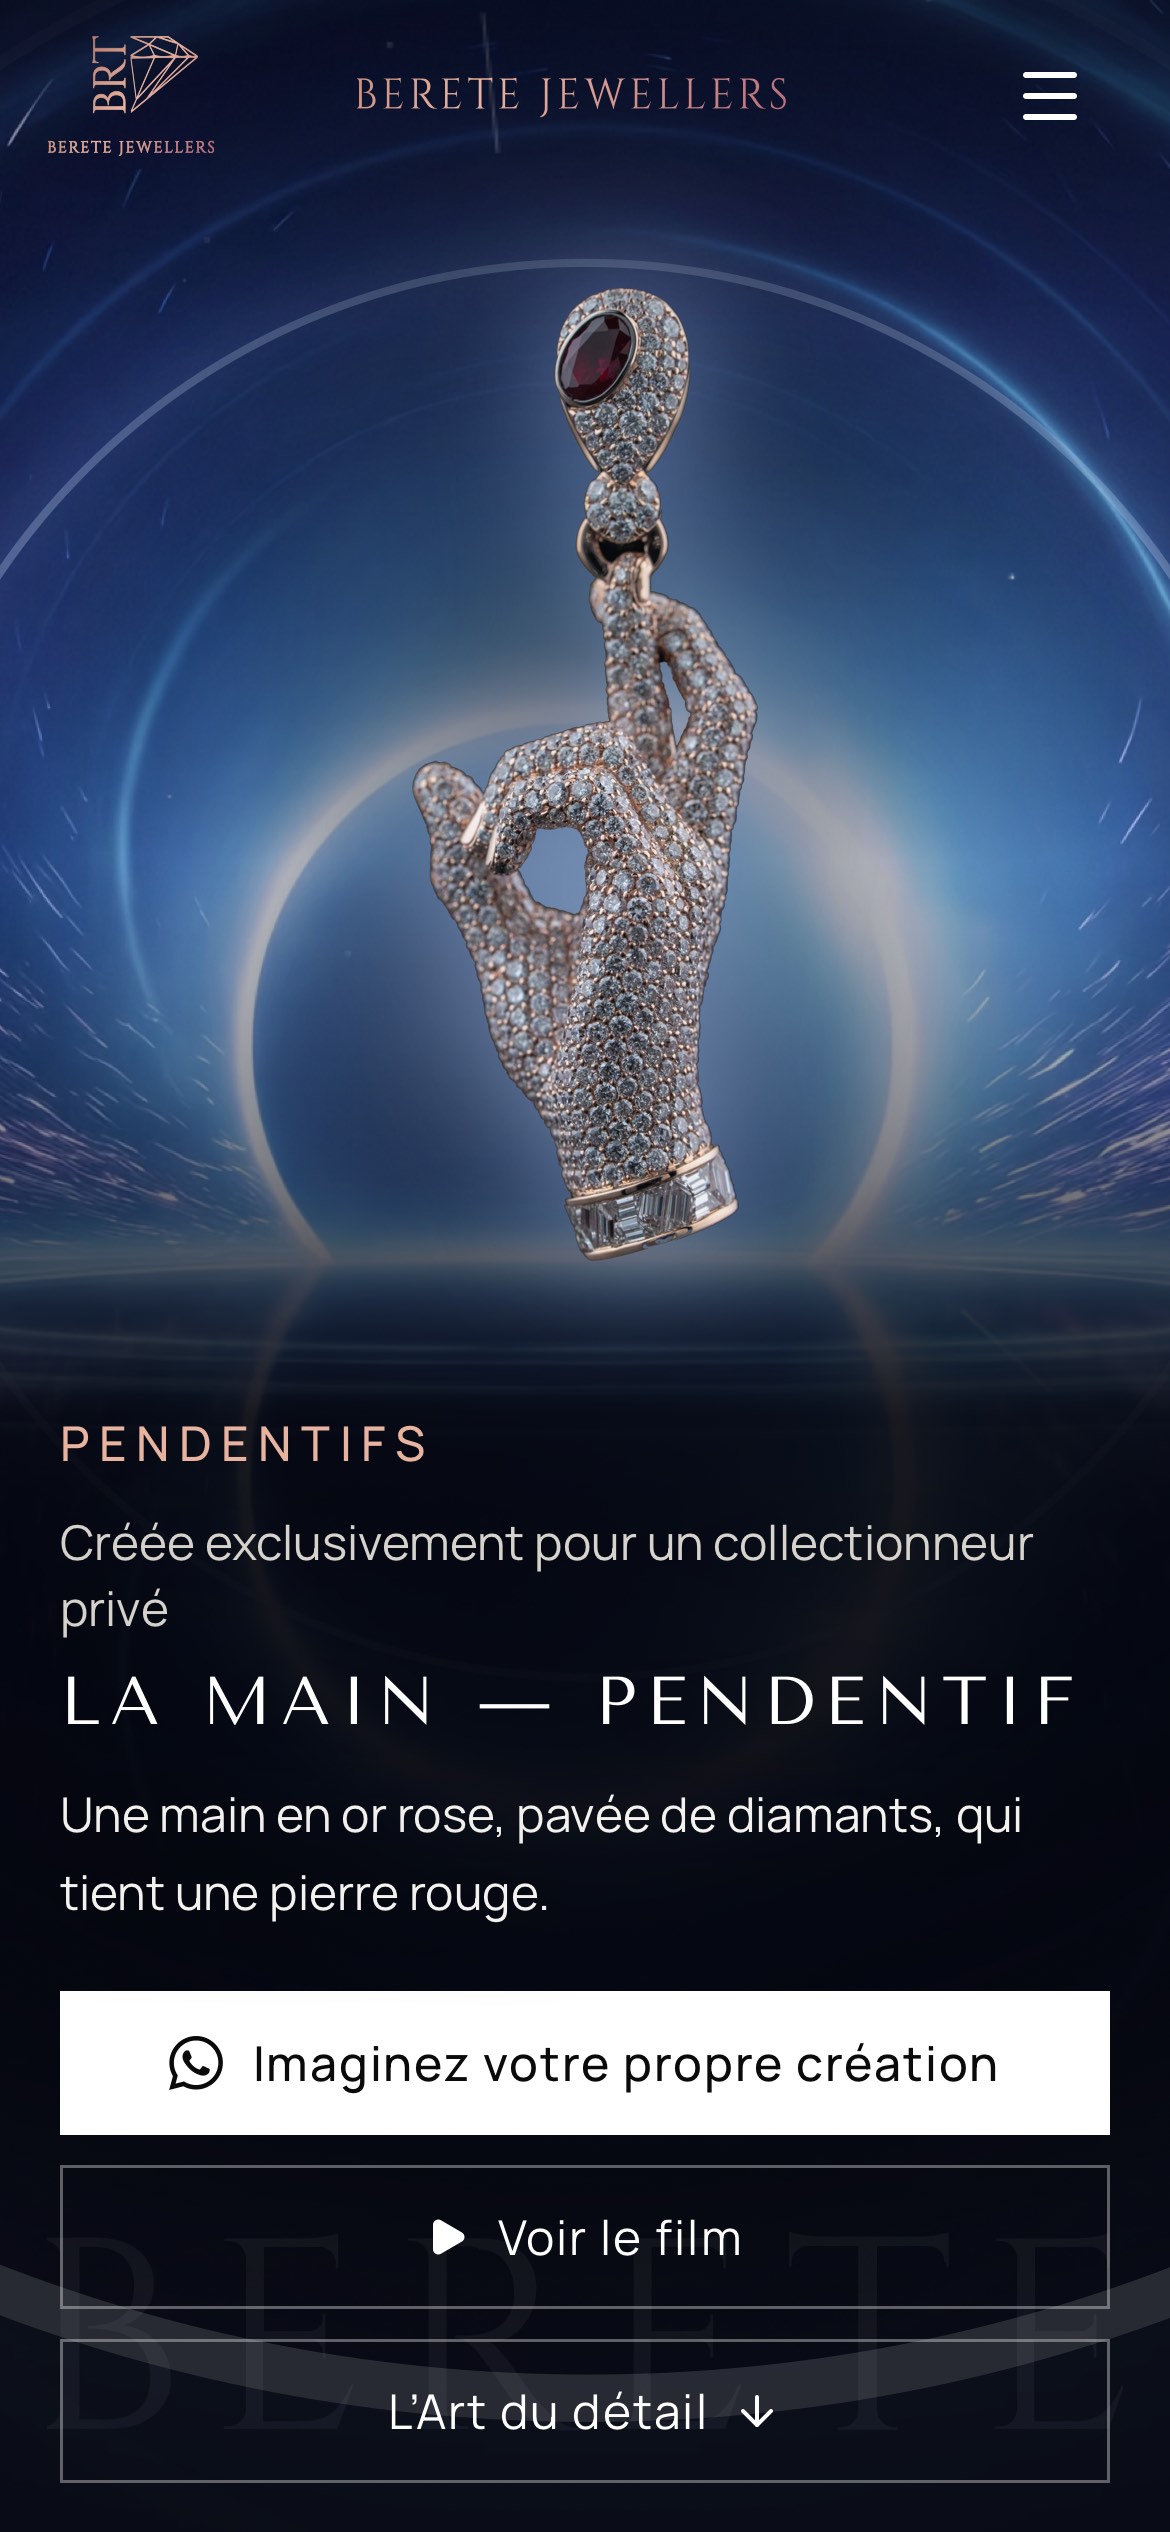 BRT
BERETE JEWELLERS
BERETE JEWELLERS
PENDENTIFS
Créée exclusivement pour un collectionneur
privé
LA MAIN — PENDENTIF
Une main en or rose, pavée de diamants, qui
tient une pierre rouge.
Imaginez votre propre création
Voir le film
BERETE
L’Art du détail ↓